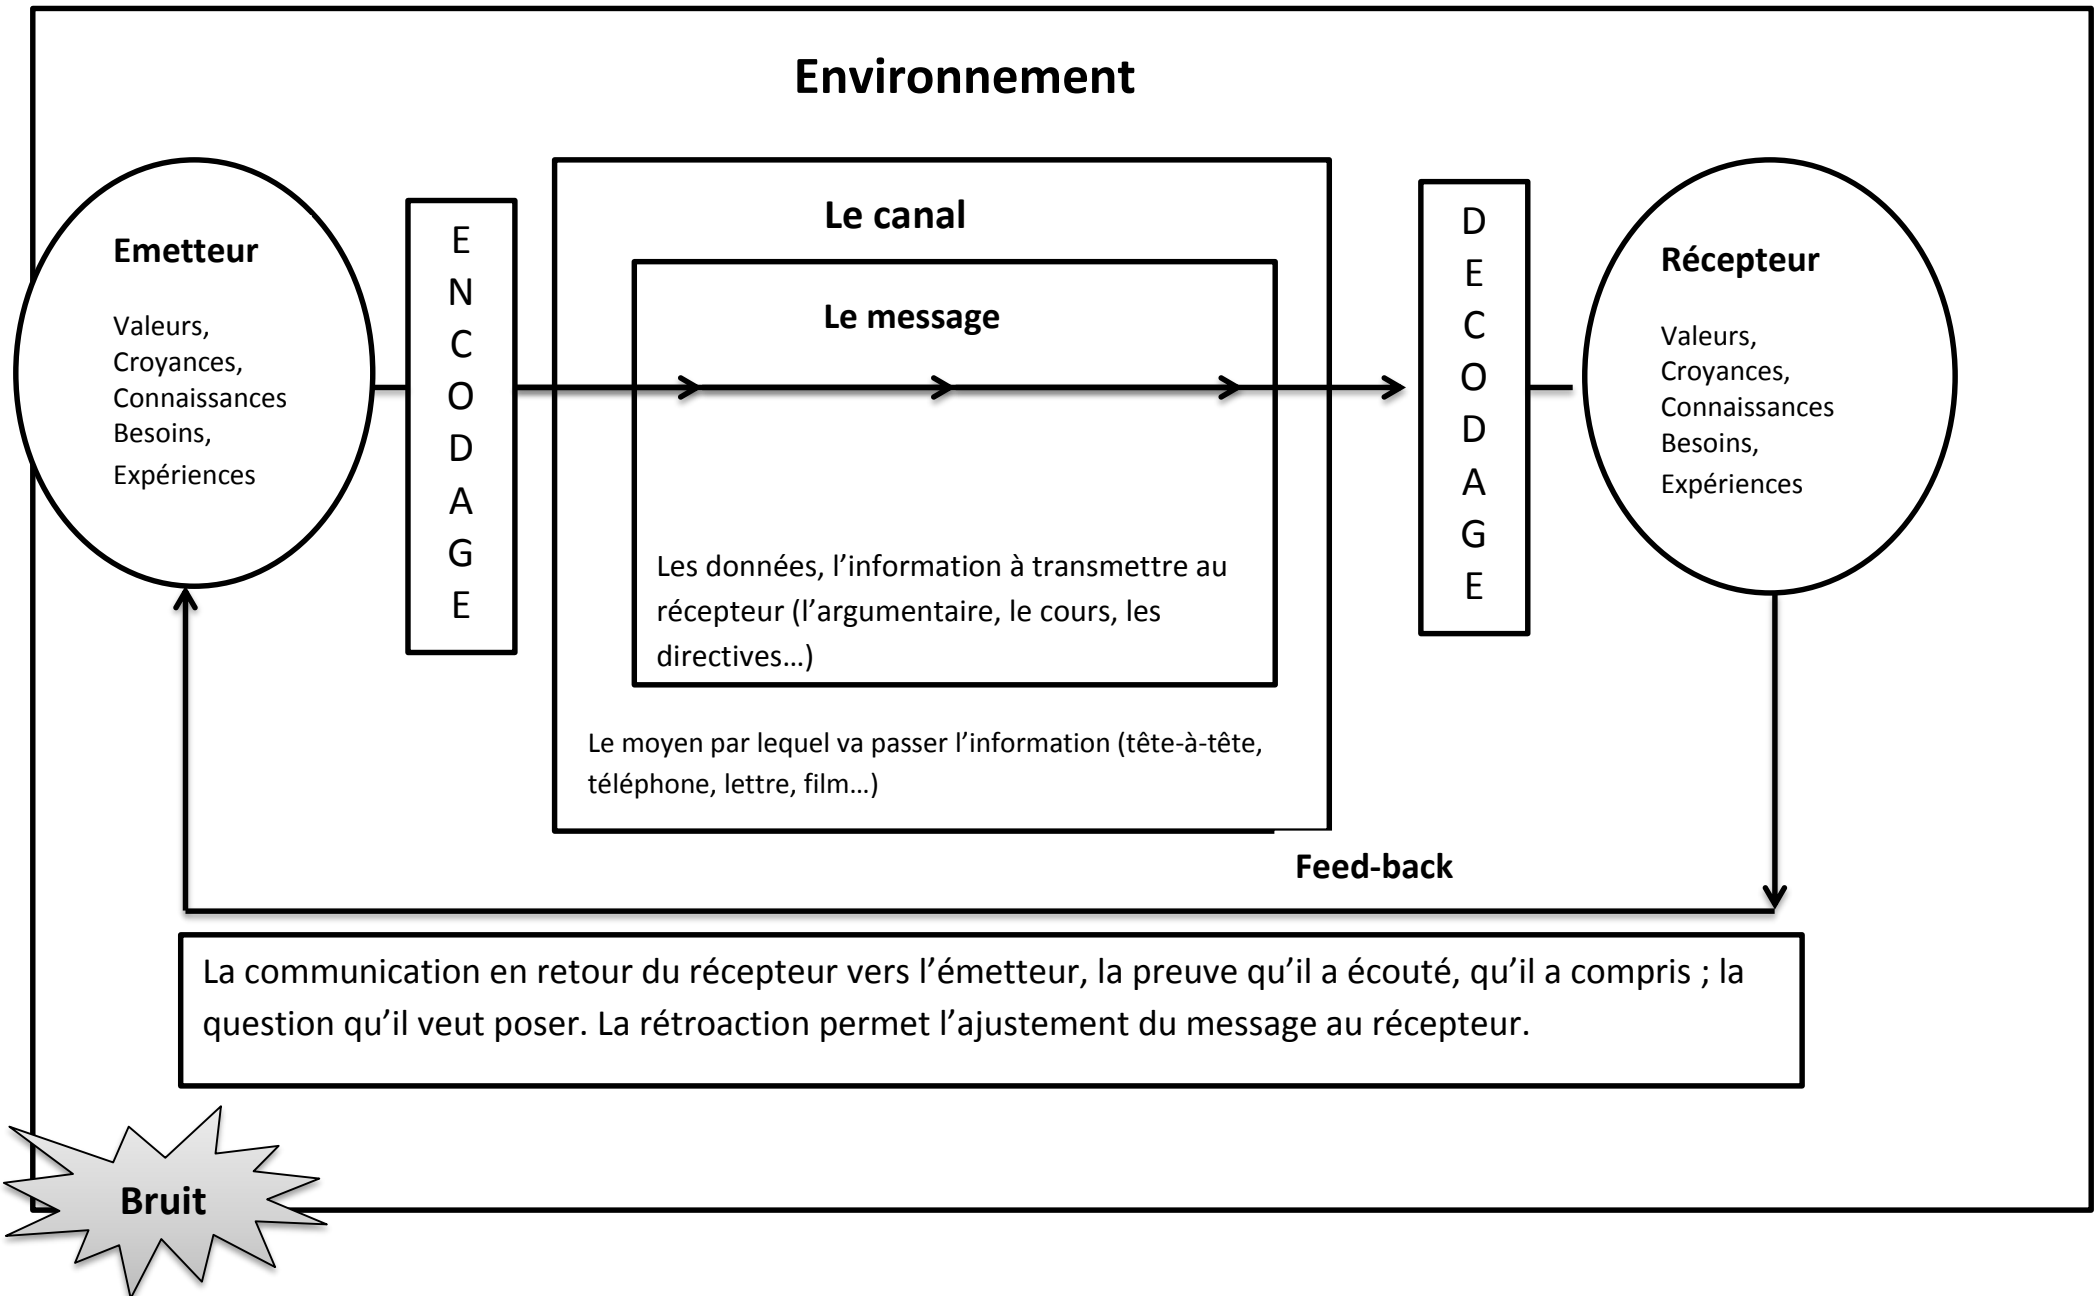 Environnement
Emetteur
Valeurs,
Croyances,
Connaissances
Besoins,
Expériences
E
N
C
O
D
A
G
E
Le canal
Le message
Les données, l’information à transmettre au
récepteur (l’argumentaire, le cours, les
directives…)
Le moyen par lequel va passer l’information (tête-à-tête,
téléphone, lettre, film…)
D
E
C
O
D
A
G
E
Récepteur
Valeurs,
Croyances,
Connaissances
Besoins,
Expériences
Feed-back
La communication en retour du récepteur vers l’émetteur, la preuve qu’il a écouté, qu’il a compris ; la
question qu’il veut poser. La rétroaction permet l’ajustement du message au récepteur.
Bruit